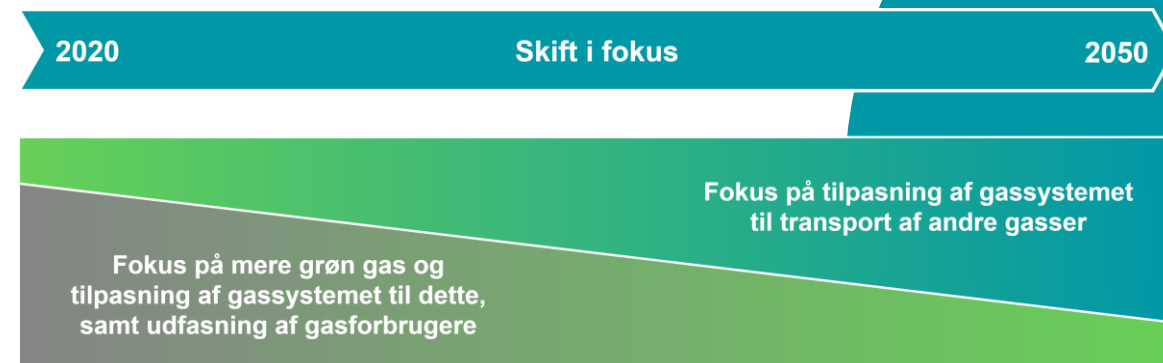 2020 Skift i fokus 2050
Fokus på tilpasning af gassystemet
til transport af andre gasser
Fokus på mere grøn gas og
tilpasning af gassystemet til dette,
samt udfasning af gasforbrugere